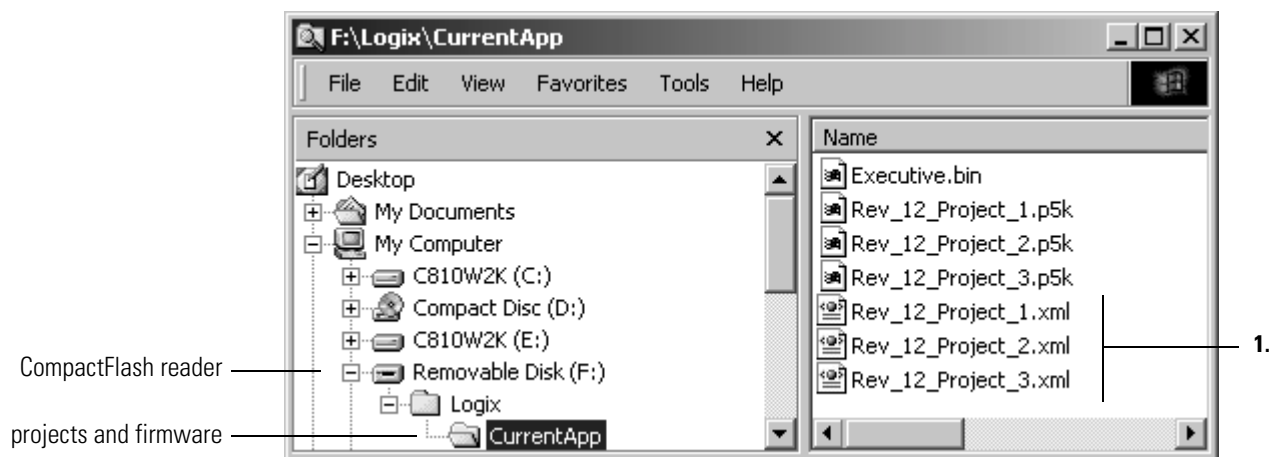 F:\Logix\CurrentApp
File Edit View Favorites Tools Help
Folders
Name
Desktop
My Documents
My Computer
C810W2K (C:)
Compact Disc (D:)
C810W2K (E:)
Removable Disk (F:)
Logix
CurrentApp
Executive.bin
Rev_12_Project_1.p5k
Rev_12_Project_2.p5k
Rev_12_Project_3.p5k
Rev_12_Project_1.xml
Rev_12_Project_2.xml
Rev_12_Project_3.xml
CompactFlash reader
projects and firmware
1.